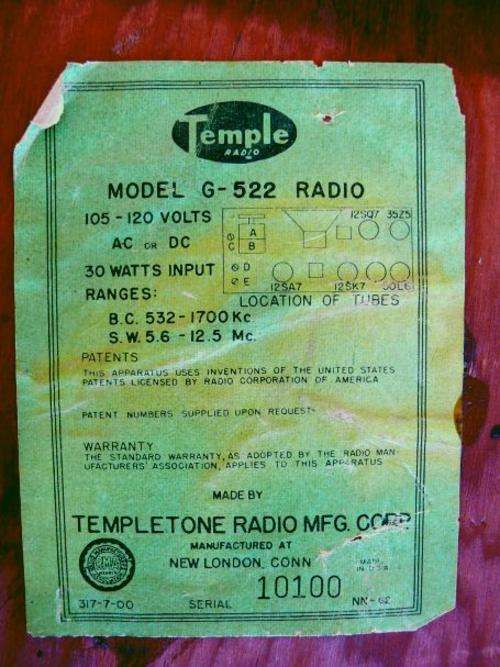 Temple
RADIO
MODEL G-522 RADIO
105-120 VOLTS
AC OR DC
30 WATTS INPUT
RANGES:
B.C. 532-1700 Kc.
S.W. 5.6 - 12.5 Mc.
12SQ7 35Z5
A
B
C
D
E
12SA7 12SK7
LOCATION OF TUBES
PATENTS
THIS APPARATUS USES INVENTIONS OF THE UNITED STATES
PATENTS LICENSED BY RADIO CORPORATION OF AMERICA
PATENT NUMBERS SUPPLIED UPON REQUEST
WARRANTY
THE STANDARD WARRANTY, AS ADOPTED BY THE RADIO MAN
UFACTURERS' ASSOCIATION, APPLIES TO THIS APPARATUS
MADE BY
TEMPLETONE RADIO MFG. CORP.
MANUFACTURED AT
NEW LONDON, CONN
MADE
IN U.S.A.
317-7-00 SERIAL 10100 NN-62